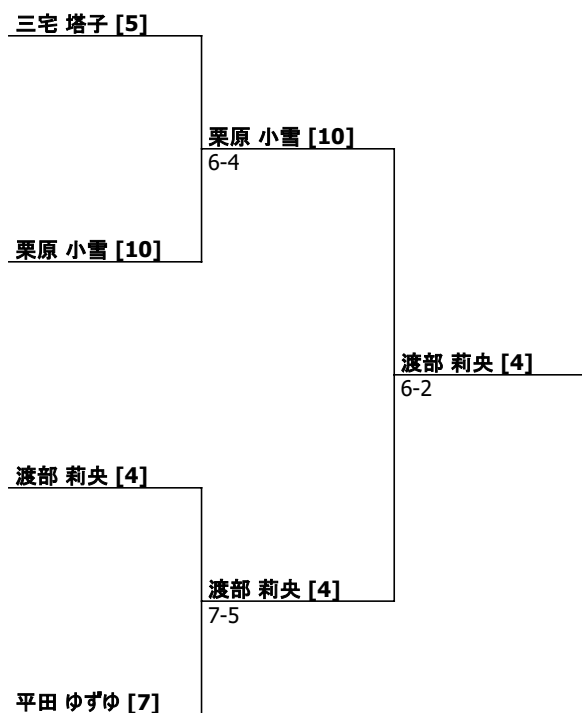 三宅 塔子 [5]
栗原 小雪 [10]
6-4
栗原 小雪 [10]
渡部 莉央 [4]
6-2
渡部 莉央 [4]
渡部 莉央 [4]
7-5
平田 ゆずゆ [7]